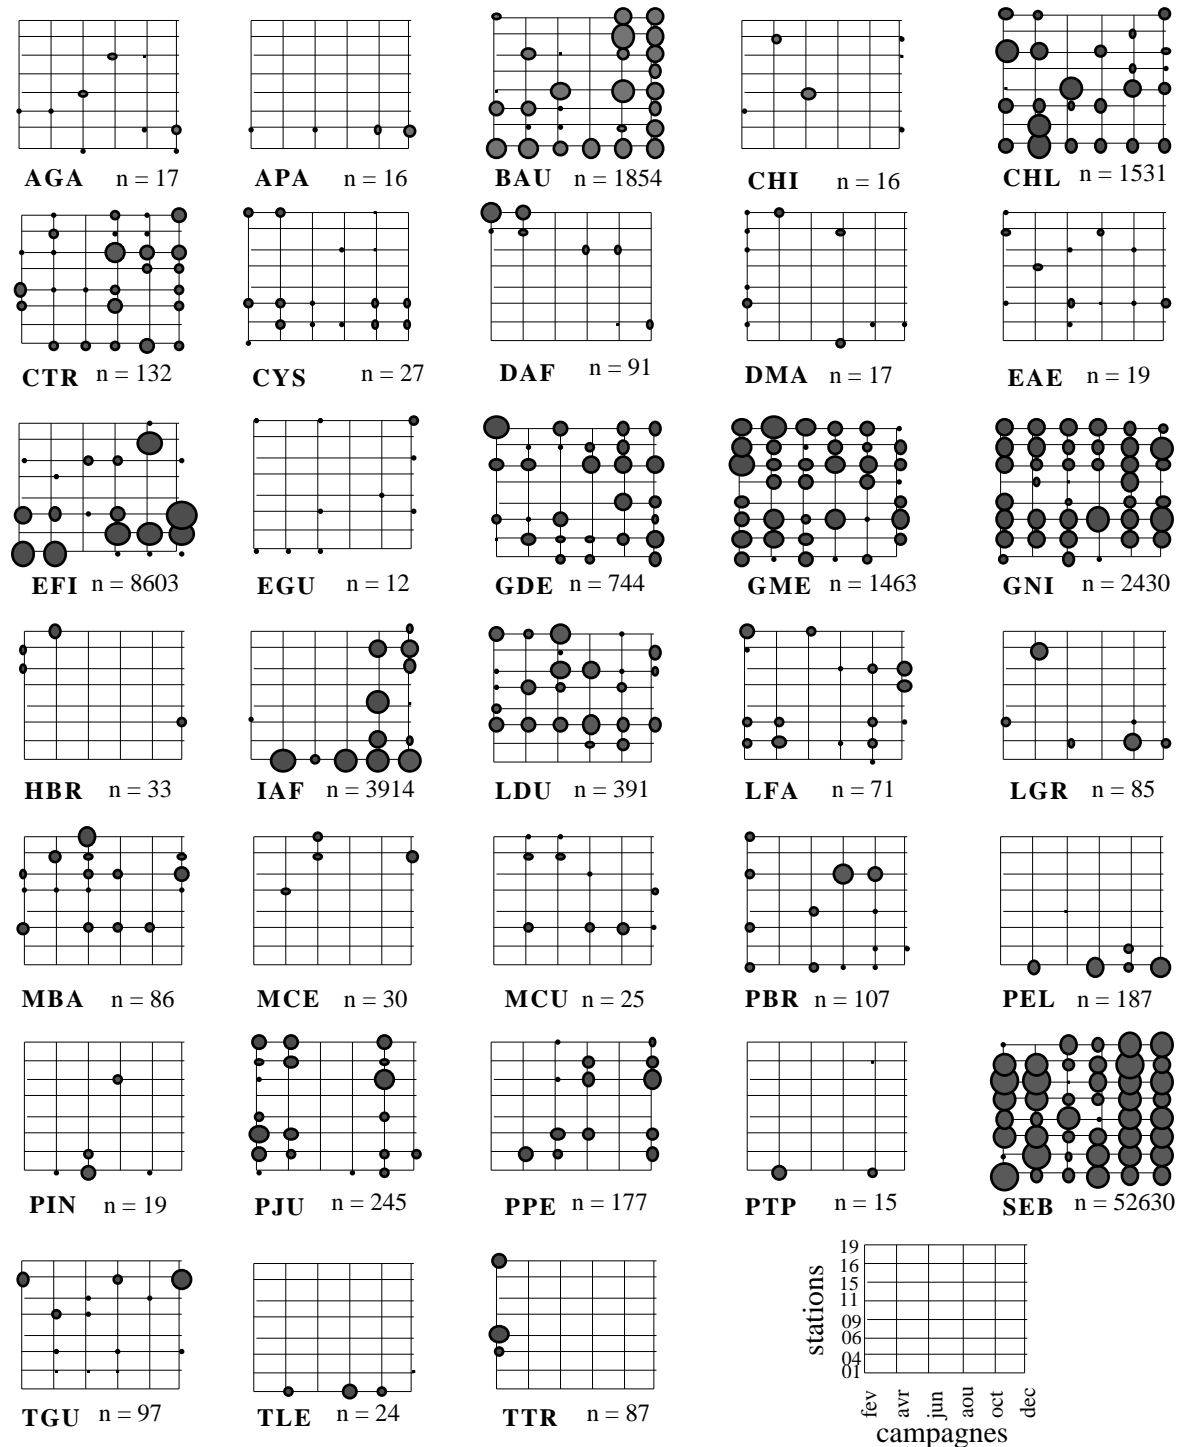 AGA n = 17 APA n = 16 BAU n = 1854 CHI n = 16 CHL n = 1531
CTR n = 132 CYS n = 27 DAF n = 91 DMA n = 17 EAE n = 19
EFI n = 8603 EGU n = 12 GDE n = 744 GME n = 1463 GNI n = 2430
HBR n = 33 IAF n = 3914 LDU n = 391 LFA n = 71 LGR n = 85
MBA n = 86 MCE n = 30 MCU n = 25 PBR n = 107 PEL n = 187
PIN n = 19 PJU n = 245 PPE n = 177 PTP n = 15 SEB n = 52630
TGU n = 97 TLE n = 24 TTR n = 87
stations
19
16
15
11
09
06
04
01
fev avr jun aou oct dec
campagnes